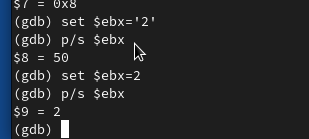 $7 = 0x8
(gdb) set $ebx='2'
(gdb) p/s $ebx
$8 = 50
(gdb) set $ebx=2
(gdb) p/s $ebx
$9 = 2
(gdb)